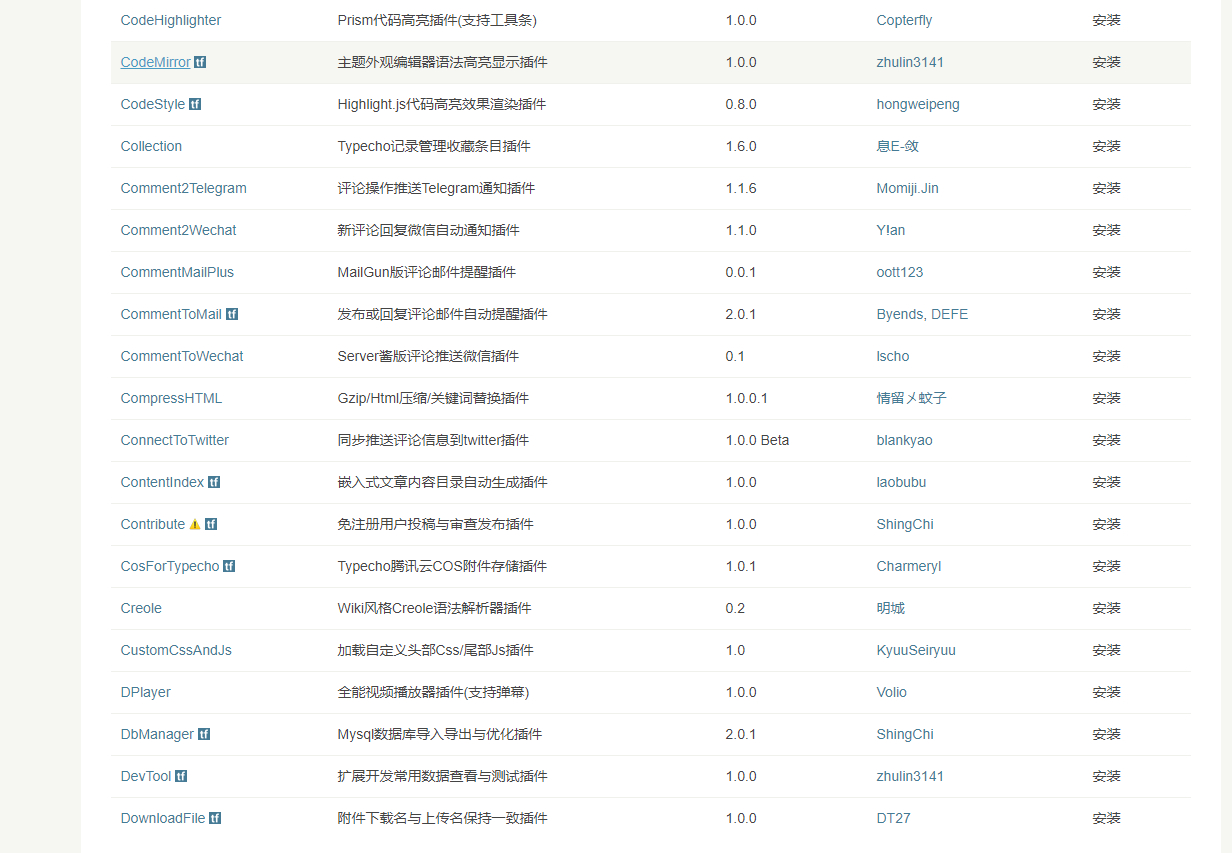 CodeHighlighter Prism代码高亮插件(支持工具条) 1.0.0 Copterfly 安装
CodeMirror tf 主题外观编辑器语法高亮显示插件 1.0.0 zhulin3141 安装
CodeStyle tf Highlight.js代码高亮效果渲染插件 0.8.0 hongweipeng 安装
Collection Typecho记录管理收藏条目插件 1.6.0 息E-敛 安装
Comment2Telegram 评论操作推送Telegram通知插件 1.1.6 Momiji.Jin 安装
Comment2Wechat 新评论回复微信自动通知插件 1.1.0 Y!an 安装
CommentMailPlus MailGun版评论邮件提醒插件 0.0.1 oott123 安装
CommentToMail tf 发布或回复评论邮件自动提醒插件 2.0.1 Byends, DEFE 安装
CommentToWechat Server酱版评论推送微信插件 0.1 lscho 安装
CompressHTML Gzip/Html压缩/关键词替换插件 1.0.0.1 情留メ蚊子 安装
ConnectToTwitter 同步推送评论信息到twitter插件 1.0.0 Beta blankyao 安装
ContentIndex tf 嵌入式文章内容目录自动生成插件 1.0.0 laobubu 安装
Contribute tf 免注册用户投稿与审查发布插件 1.0.0 ShingChi 安装
CosForTypecho tf Typecho腾讯云COS附件存储插件 1.0.1 Charmeryl 安装
Creole Wiki风格Creole语法解析器插件 0.2 明城 安装
CustomCssAndJs 加载自定义头部Css/尾部Js插件 1.0 KyuuSeiryuu 安装
DPlayer 全能视频播放器插件(支持弹幕) 1.0.0 Volio 安装
DbManager tf Mysql数据库导入导出与优化插件 2.0.1 ShingChi 安装
DevTool tf 扩展开发常用数据查看与测试插件 1.0.0 zhulin3141 安装
DownloadFile tf 附件下载名与上传名保持一致插件 1.0.0 DT27 安装